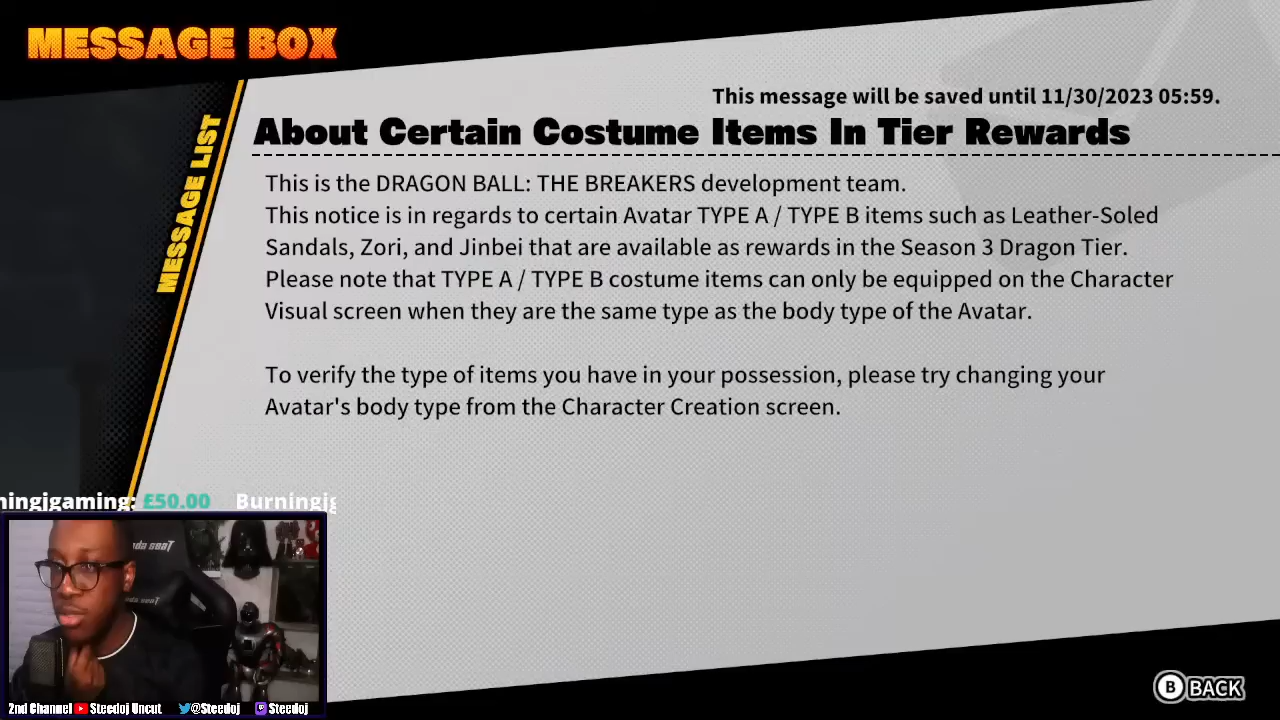 MESSAGE BOX
MESSAGE LIST
This message will be saved until 11/30/2023 05:59.
About Certain Costume Items In Tier Rewards
This is the DRAGON BALL: THE BREAKERS development team.
This notice is in regards to certain Avatar TYPE A / TYPE B items such as Leather-Soled
Sandals, Zori, and Jinbei that are available as rewards in the Season 3 Dragon Tier.
Please note that TYPE A / TYPE B costume items can only be equipped on the Character
Visual screen when they are the same type as the body type of the Avatar.
To verify the type of items you have in your possession, please try changing your
Avatar's body type from the Character Creation screen.
ningjgaming: £50.00 Burningjg
2nd Channel Steedoj Uncut @Steedoj Steedoj
B BACK